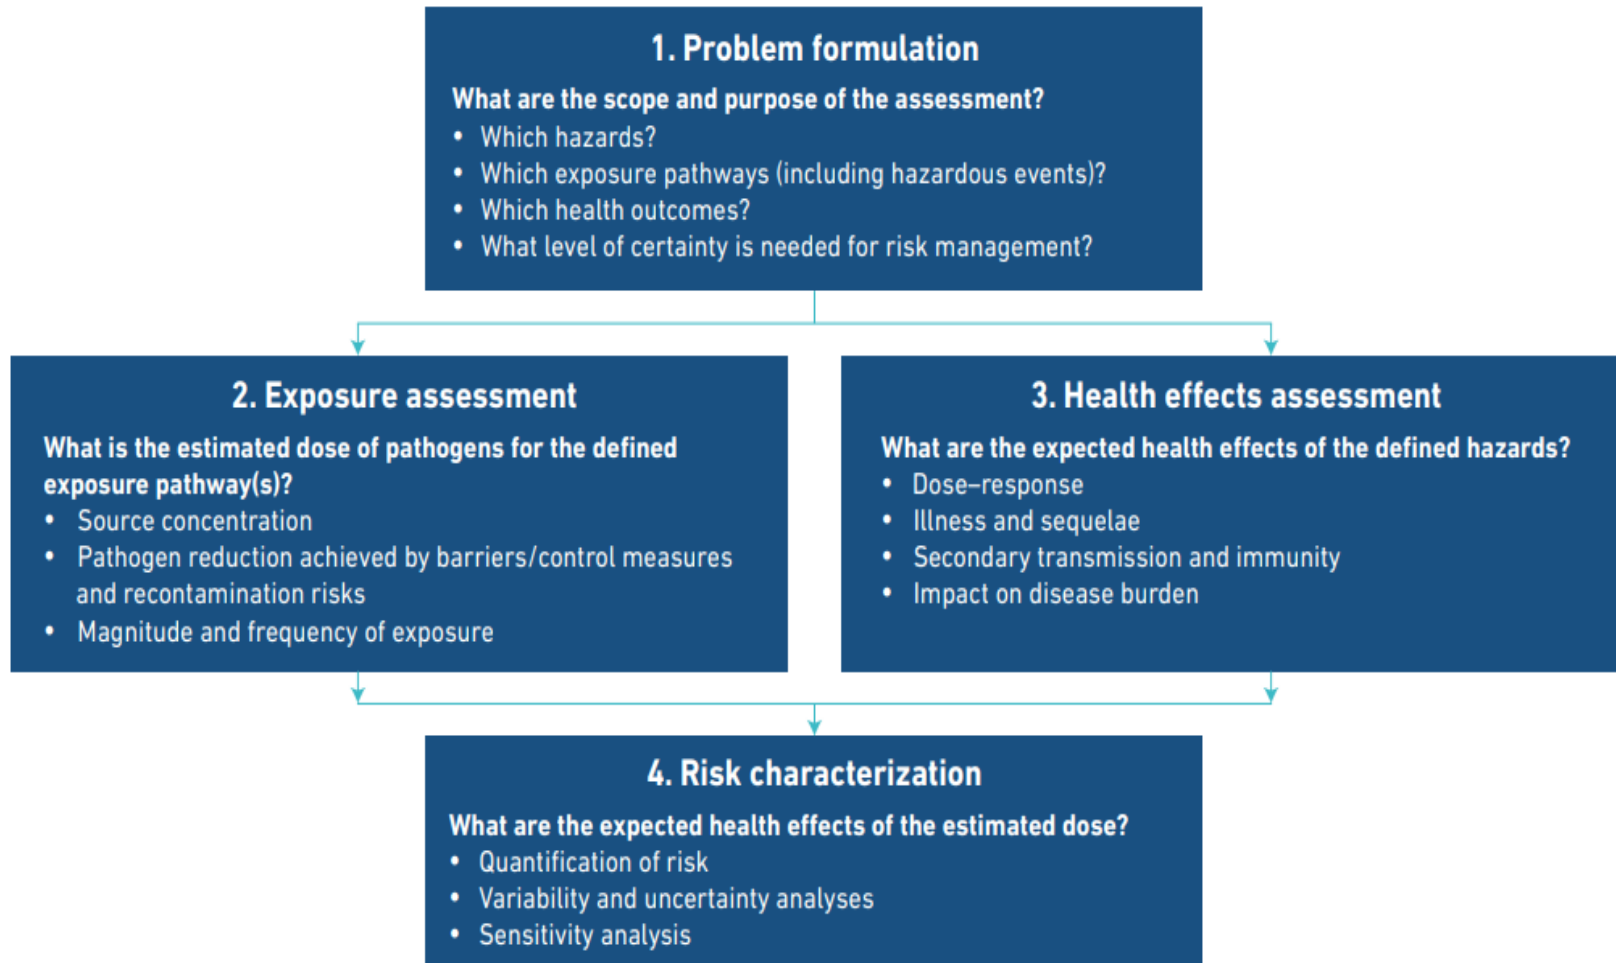 1. Problem formulation
What are the scope and purpose of the assessment?
• Which hazards?
• Which exposure pathways (including hazardous events)?
• Which health outcomes?
• What level of certainty is needed for risk management?
2. Exposure assessment
What is the estimated dose of pathogens for the defined
exposure pathway(s)?
• Source concentration
• Pathogen reduction achieved by barriers/control measures
and recontamination risks
• Magnitude and frequency of exposure
3. Health effects assessment
What are the expected health effects of the defined hazards?
• Dose–response
• Illness and sequelae
• Secondary transmission and immunity
• Impact on disease burden
4. Risk characterization
What are the expected health effects of the estimated dose?
• Quantification of risk
• Variability and uncertainty analyses
• Sensitivity analysis